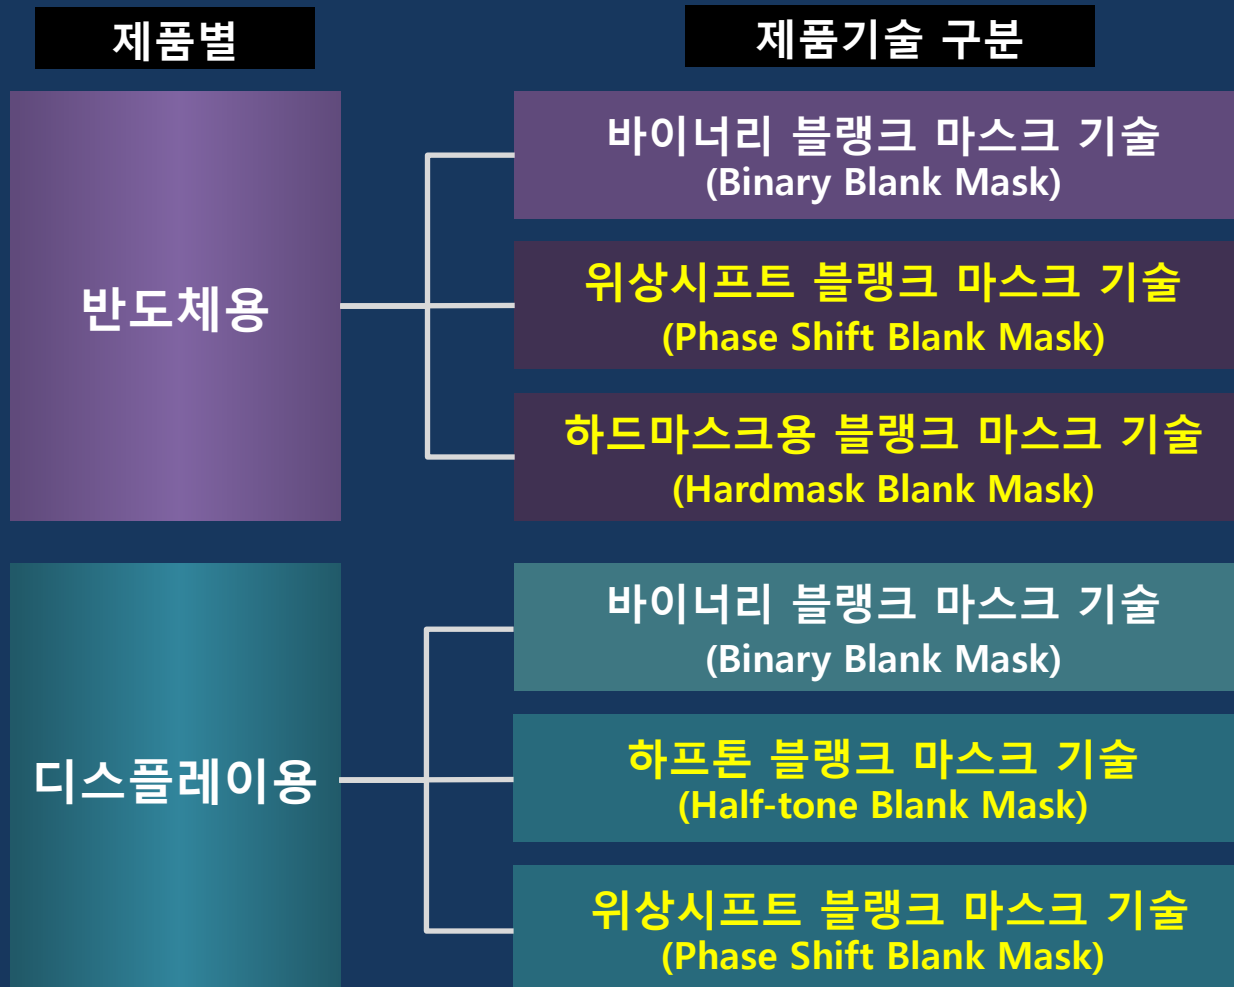 제품별
제품기술 구분
반도체용
바이너리 블랭크 마스크 기술
(Binary Blank Mask)
위상시프트 블랭크 마스크 기술
(Phase Shift Blank Mask)
하드마스크용 블랭크 마스크 기술
(Hardmask Blank Mask)
디스플레이용
바이너리 블랭크 마스크 기술
(Binary Blank Mask)
하프톤 블랭크 마스크 기술
(Half-tone Blank Mask)
위상시프트 블랭크 마스크 기술
(Phase Shift Blank Mask)